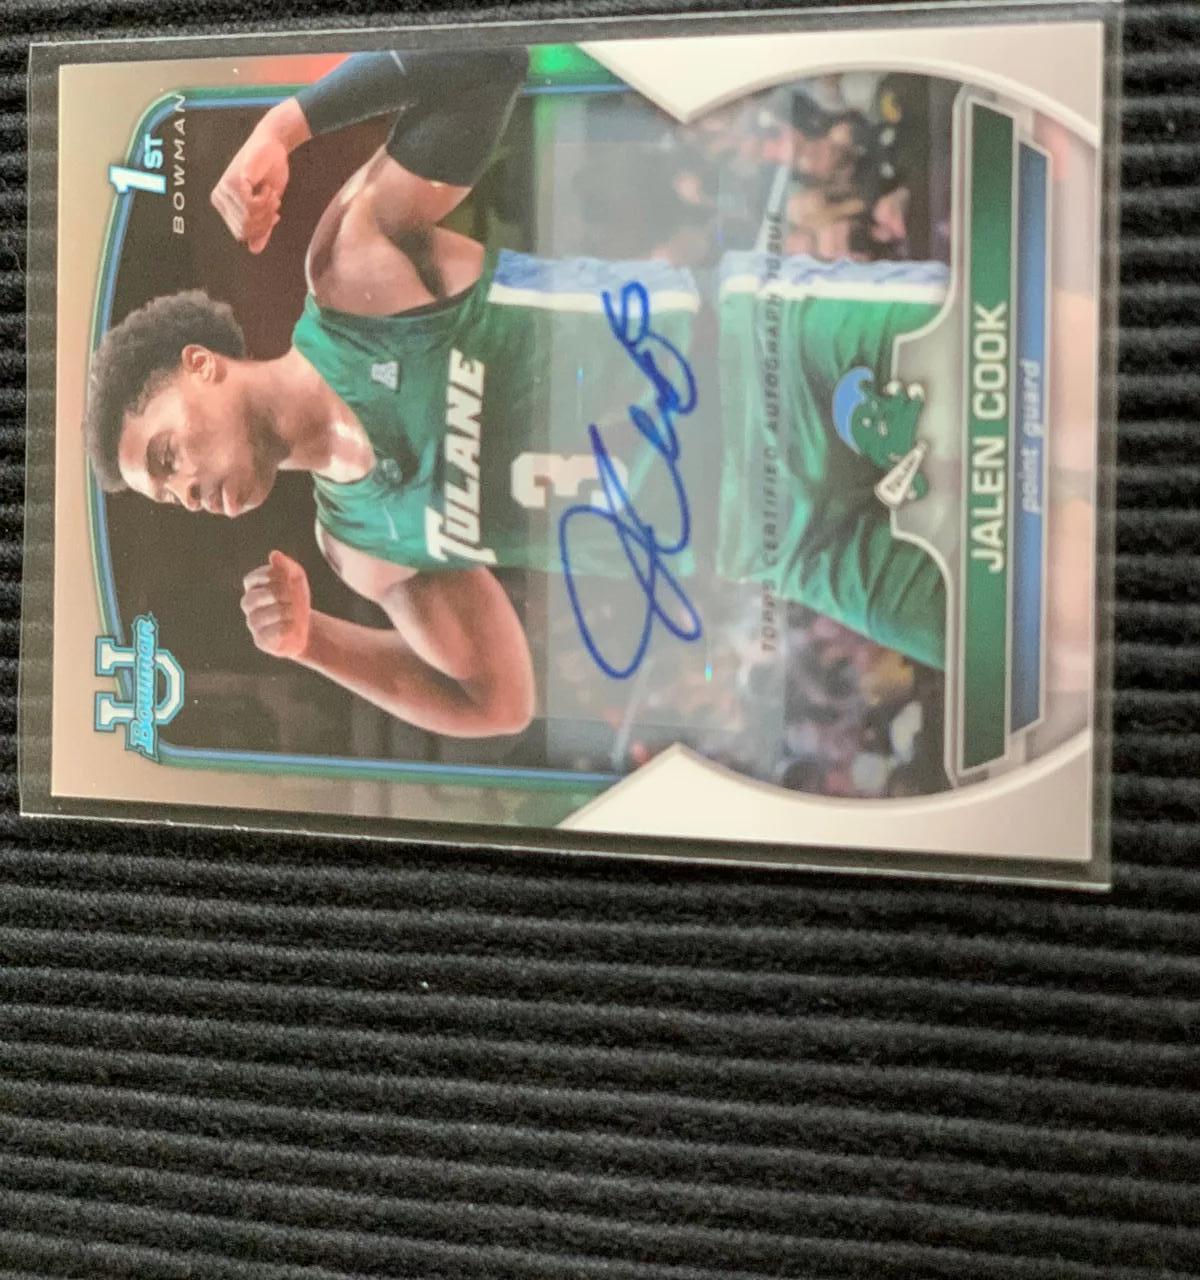 1ST
BOWMAN
U
Bowman
TULANE
3
TOPPS CERTIFIED AUTOGRAPH ISSUE
JALEN COOK
point guard